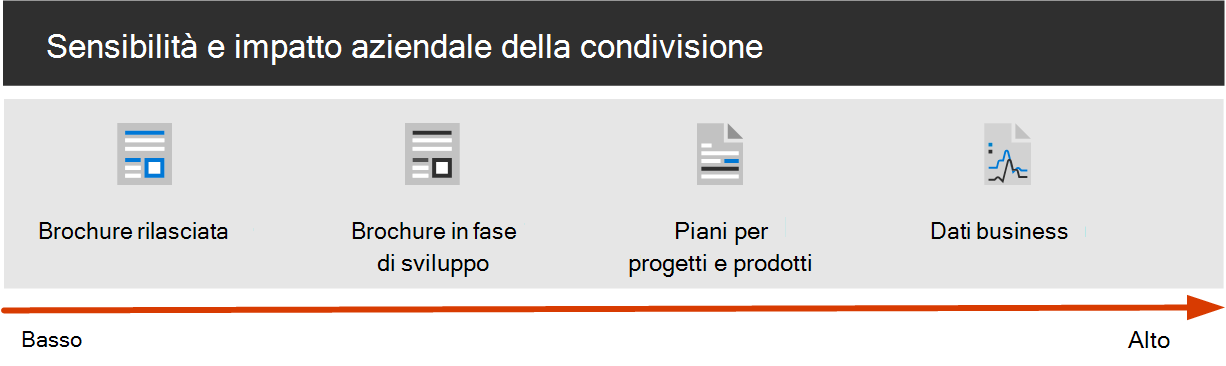 Sensibilità e impatto aziendale della condivisione
Brochure rilasciata
Brochure in fase
di sviluppo
Piani per
progetti e prodotti
Dati business
Basso
Alto